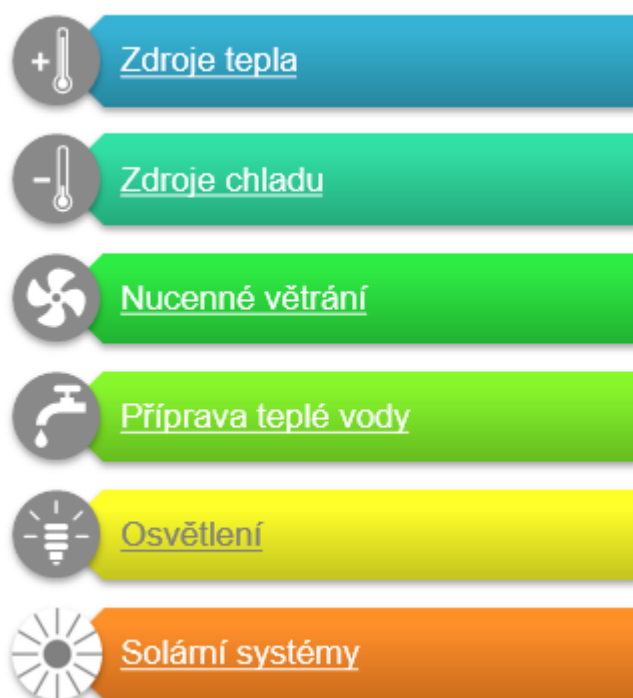 Zdroje tepla
Zdroje chladu
Nucenné větrání
Příprava teplé vody
Osvětlení
Solární systémy